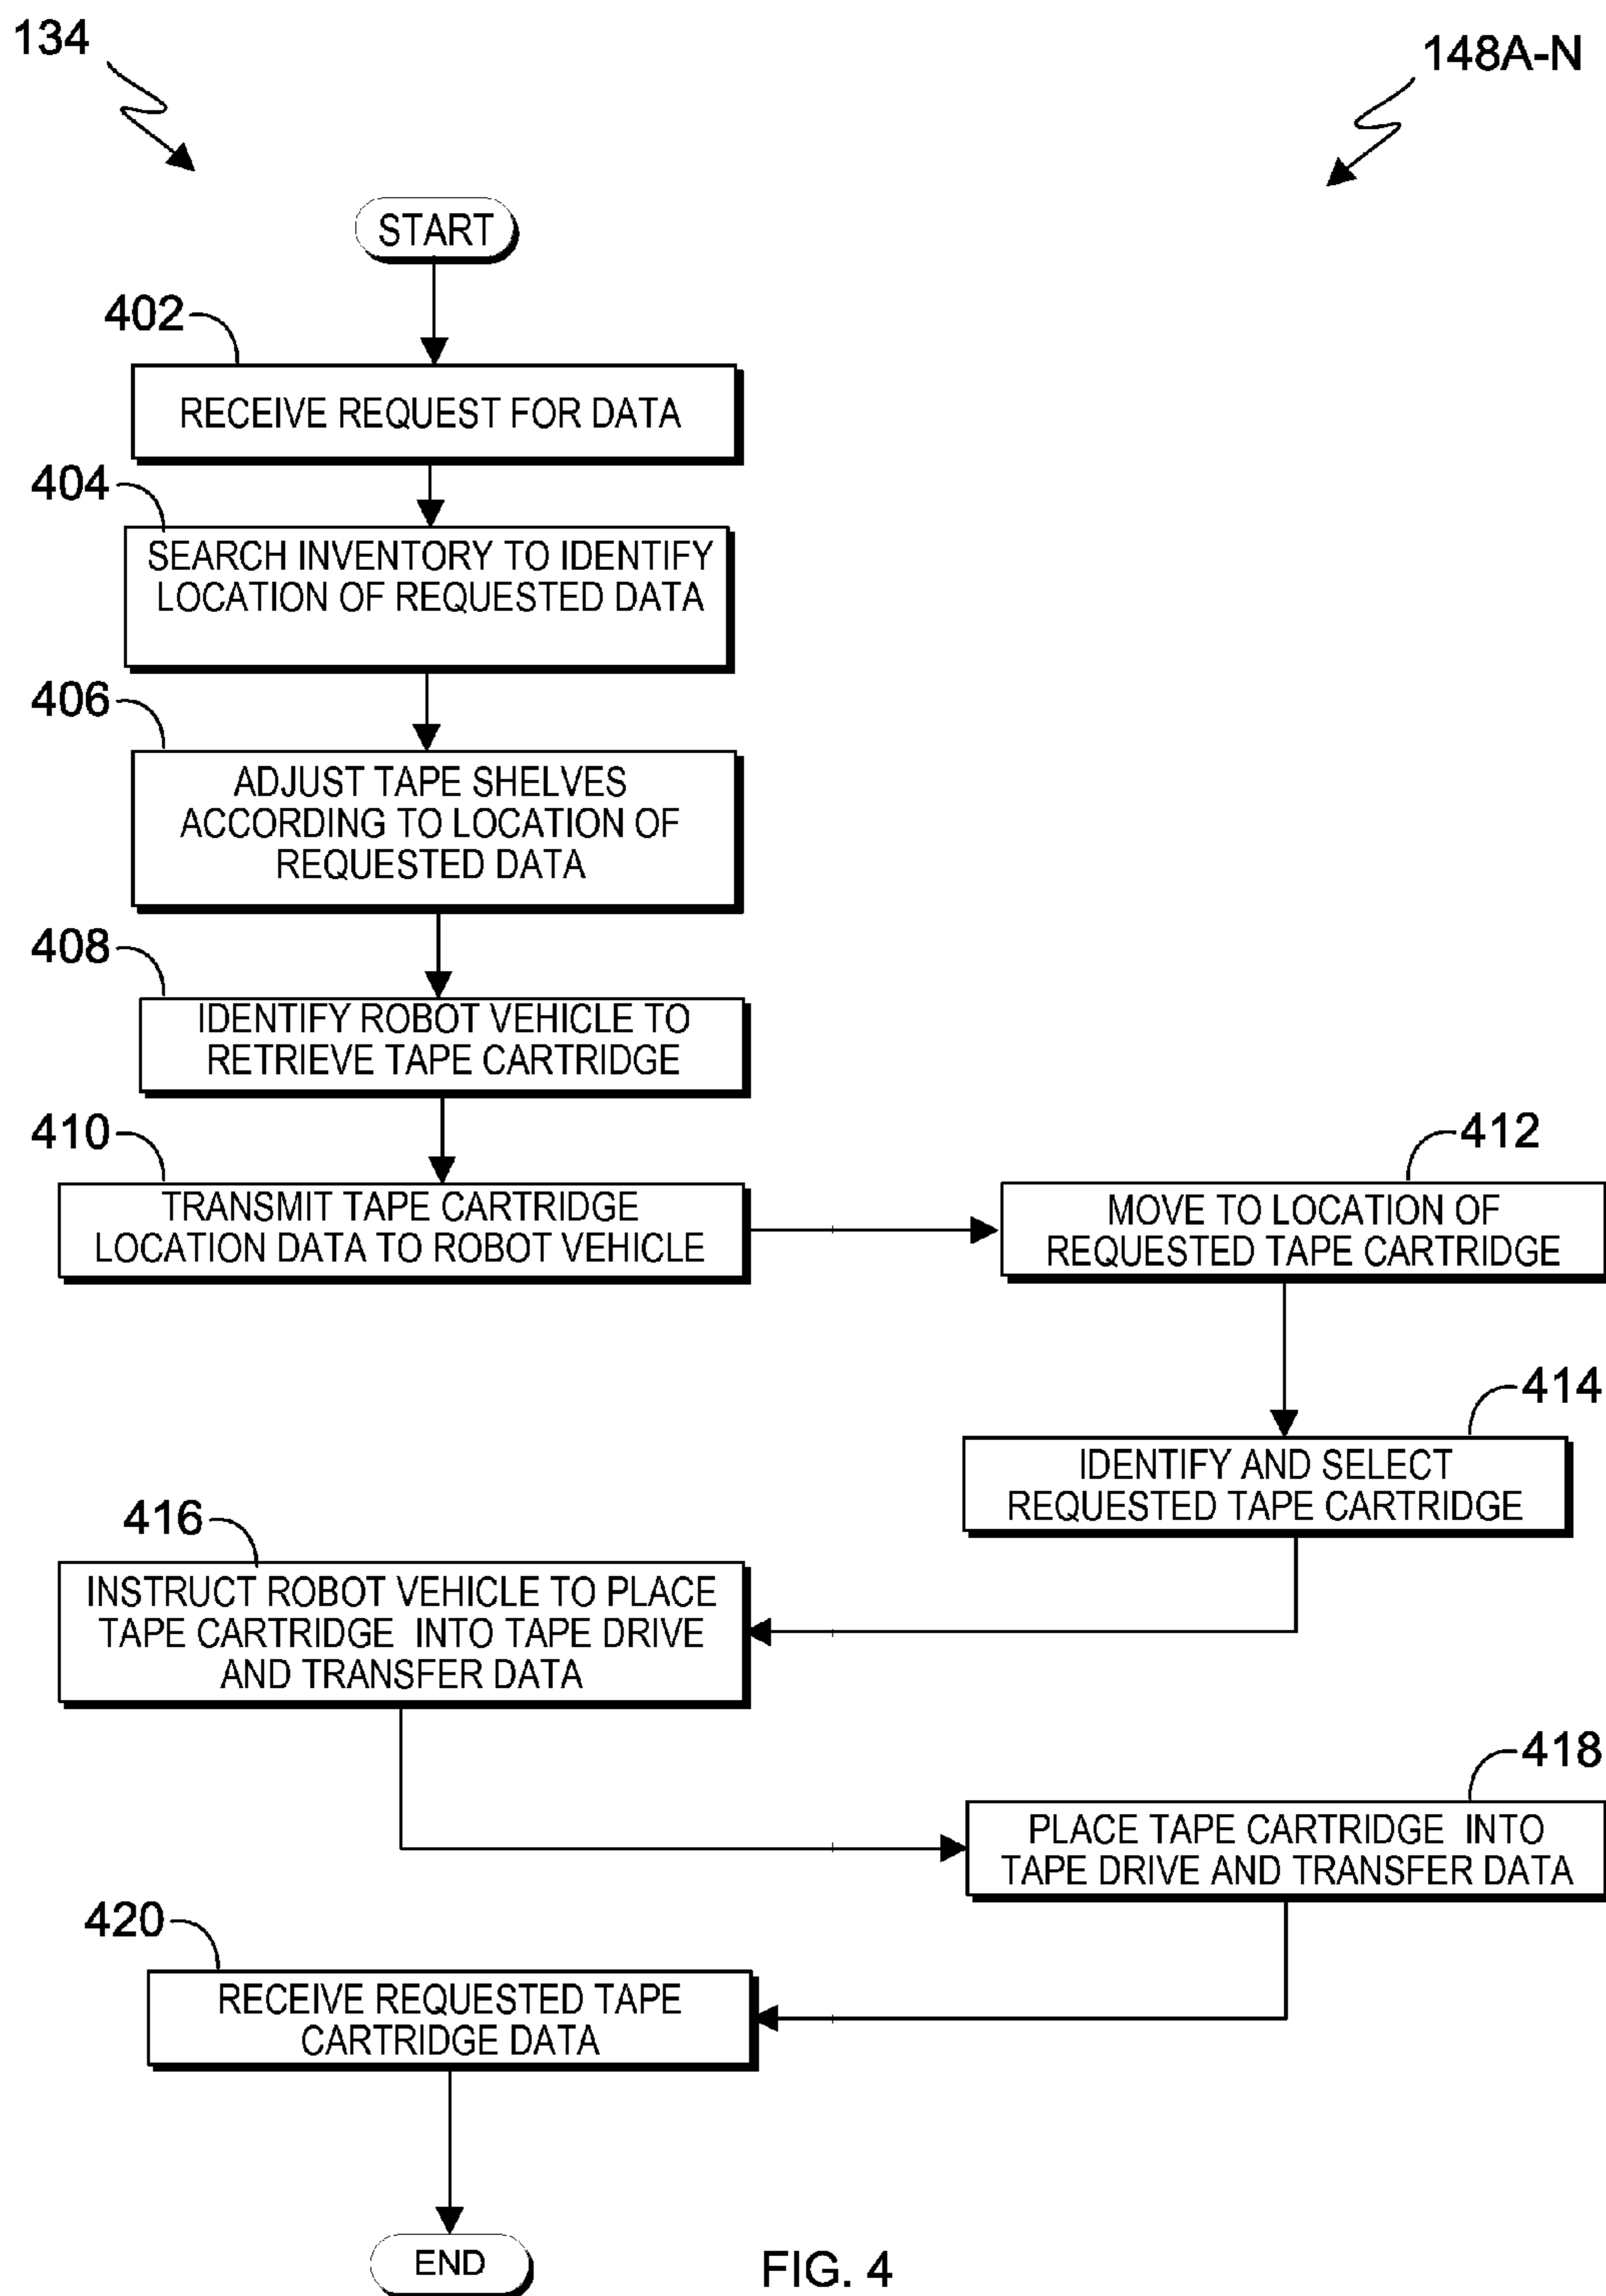 134
148A-N
START
402
RECEIVE REQUEST FOR DATA
404
SEARCH INVENTORY TO IDENTIFY
LOCATION OF REQUESTED DATA
406
ADJUST TAPE SHELVES
ACCORDING TO LOCATION OF
REQUESTED DATA
408
IDENTIFY ROBOT VEHICLE TO
RETRIEVE TAPE CARTRIDGE
410
TRANSMIT TAPE CARTRIDGE
LOCATION DATA TO ROBOT VEHICLE
412
MOVE TO LOCATION OF
REQUESTED TAPE CARTRIDGE
414
IDENTIFY AND SELECT
REQUESTED TAPE CARTRIDGE
416
INSTRUCT ROBOT VEHICLE TO PLACE
TAPE CARTRIDGE INTO TAPE DRIVE
AND TRANSFER DATA
418
PLACE TAPE CARTRIDGE INTO
TAPE DRIVE AND TRANSFER DATA
420
RECEIVE REQUESTED TAPE
CARTRIDGE DATA
END
FIG. 4